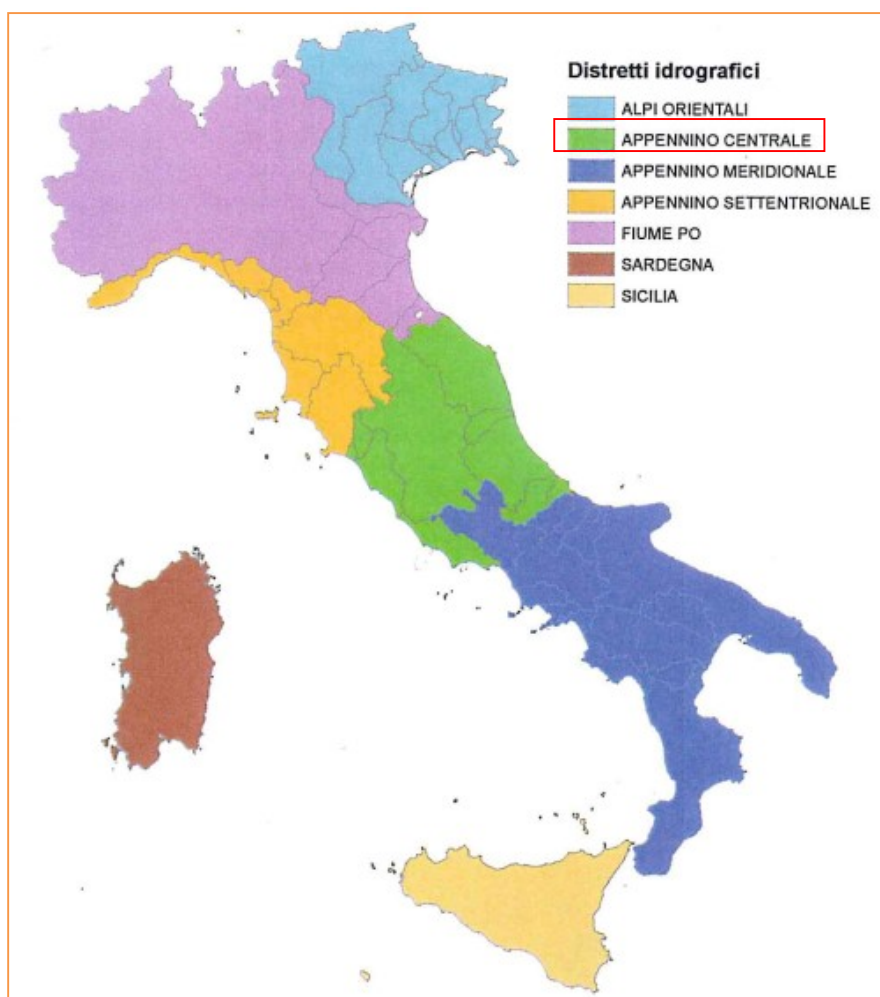 Distretti idrografici
ALPI ORIENTALI
APPENNINO CENTRALE
APPENNINO MERIDIONALE
APPENNINO SETTENTRIONALE
FIUME PO
SARDEGNA
SICILIA